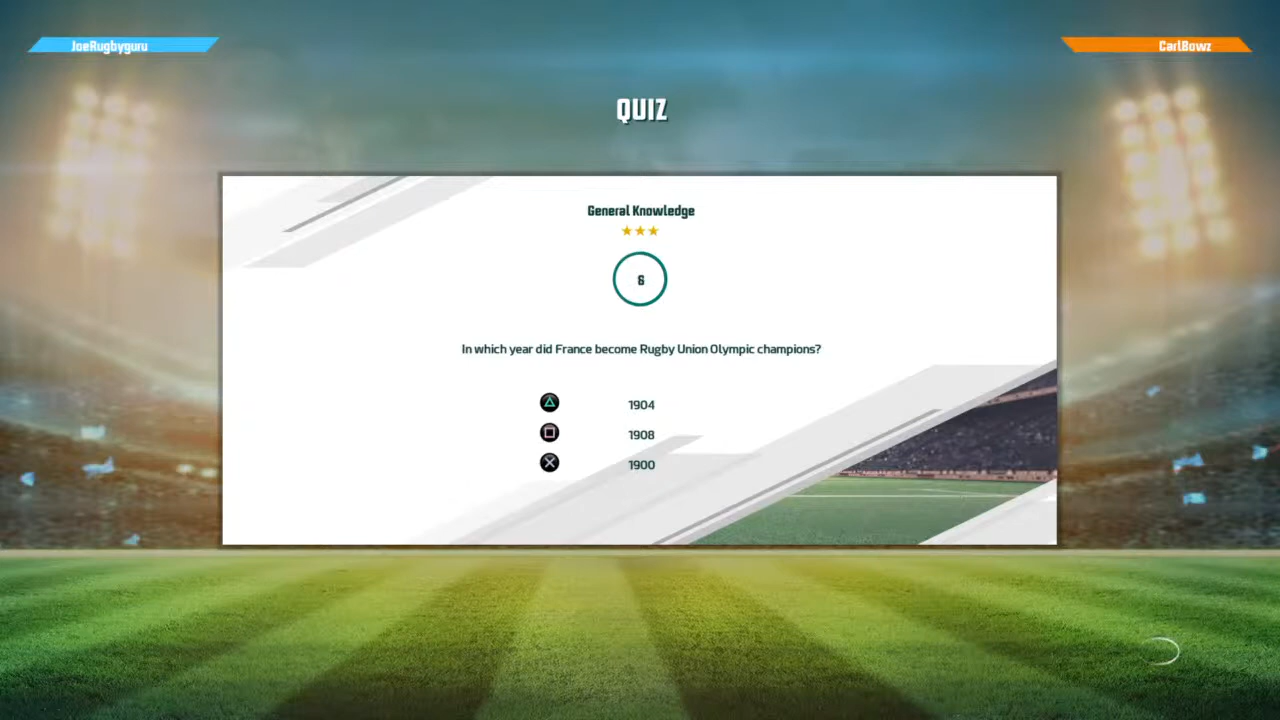 JoeRugbyguru
CarlBowz
QUIZ
General Knowledge
6
In which year did France become Rugby Union Olympic champions?
1904
1908
1900